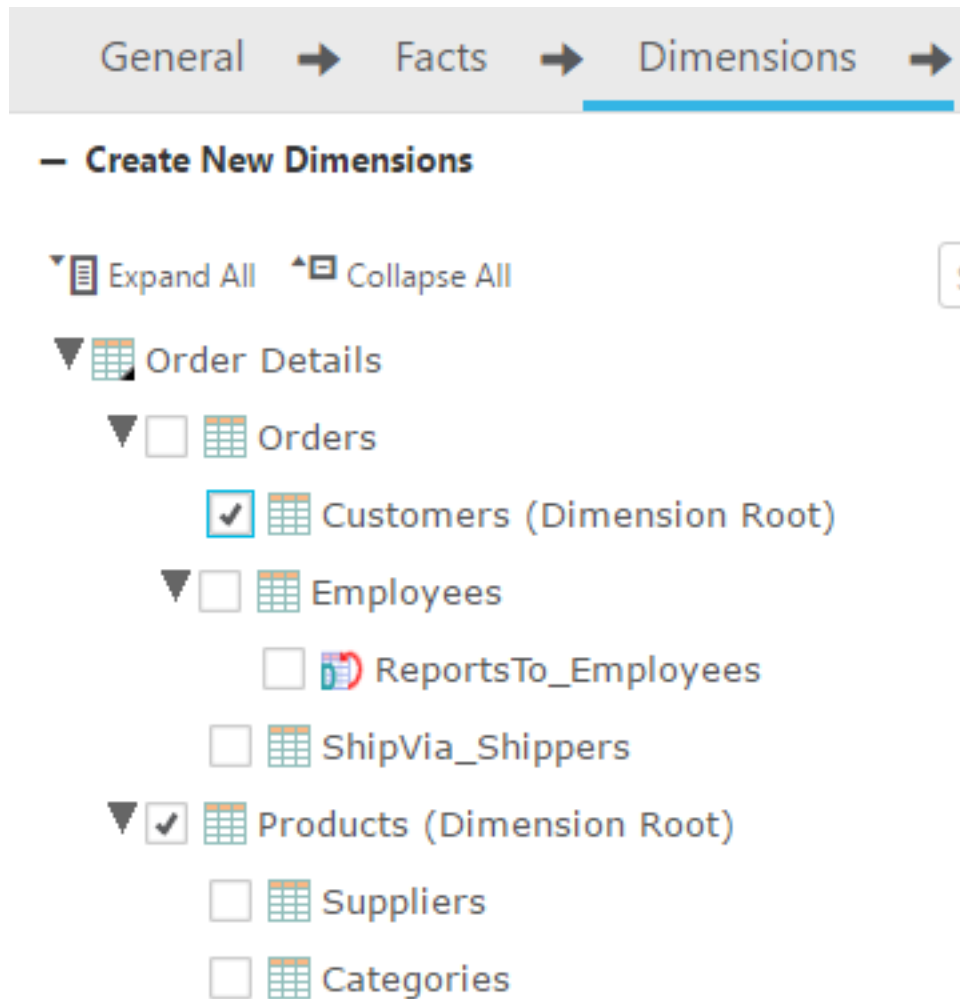 General Facts Dimensions
Create New Dimensions
Expand All Collapse All
Order Details
Orders
Customers (Dimension Root)
Employees
ReportsTo_Employees
ShipVia_Shippers
Products (Dimension Root)
Suppliers
Categories